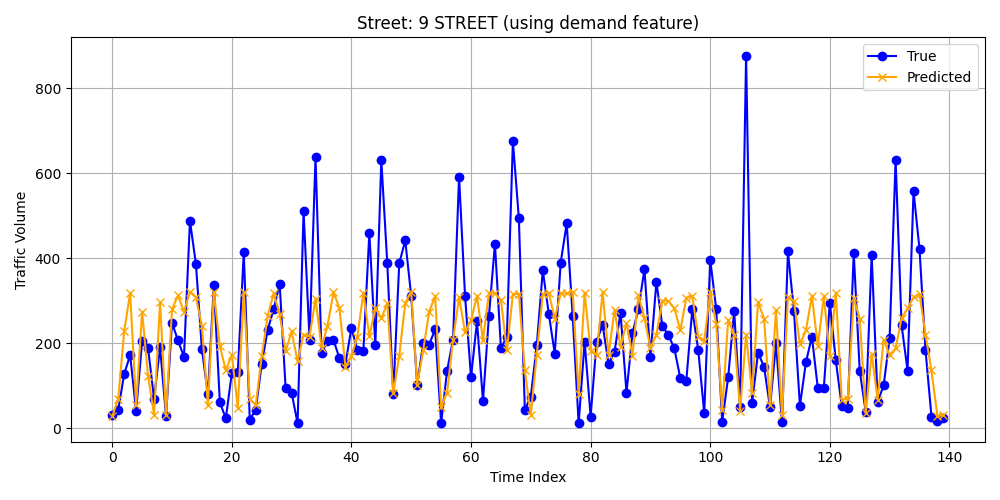 Street: 9 STREET (using demand feature)
True
Predicted
Traffic Volume
800
600
400
200
0
0 20 40 60 80 100 120 140
Time Index